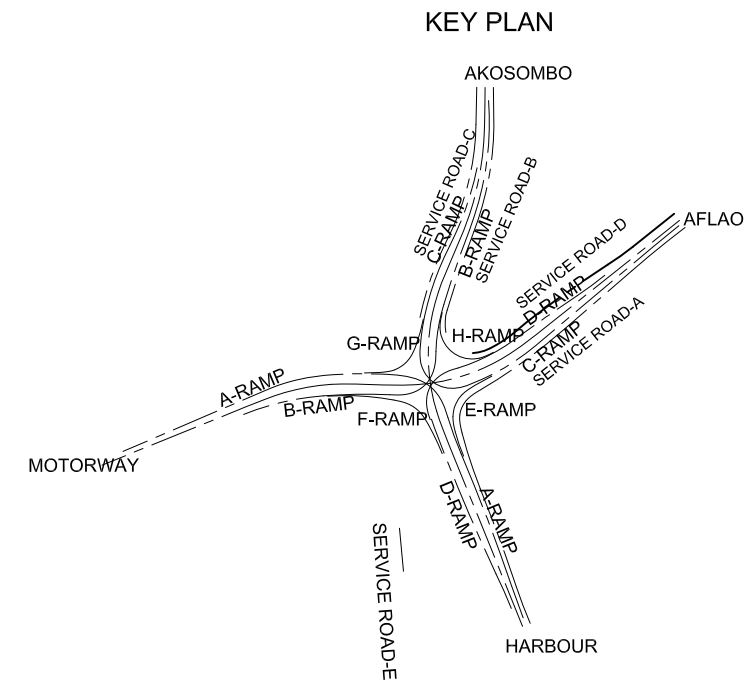 KEY PLAN
AKOSOMBO
SERVICE ROAD-C
C-RAMP
B-RAMP
SERVICE ROAD-B
AFLAO
SERVICE ROAD-D
D-RAMP
C-RAMP
SERVICE ROAD-A
G-RAMP
H-RAMP
A-RAMP
B-RAMP
F-RAMP
E-RAMP
MOTORWAY
D-RAMP
A-RAMP
SERVICE ROAD-E
HARBOUR